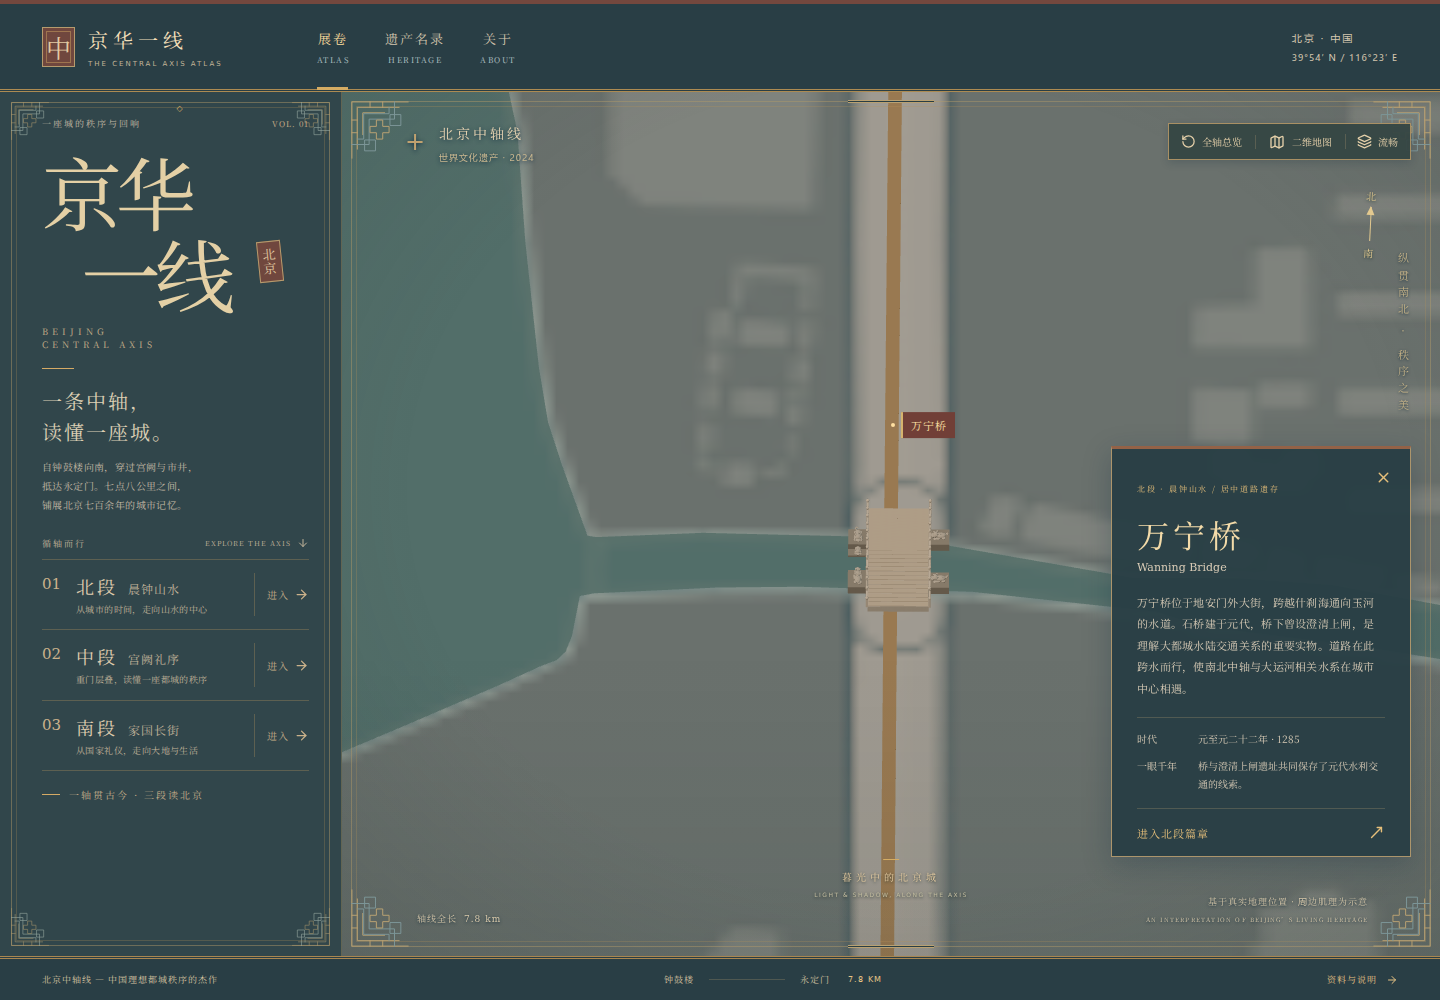 中
京华一线
THE CENTRAL AXIS ATLAS
展卷
ATLAS
遗产名录
HERITAGE
关于
ABOUT
北京 · 中国
39°54′ N / 116°23′ E
一座城的秩序与回响
VOL. 01
京华
一线
北京
BEIJING
CENTRAL AXIS
一条中轴，
读懂一座城。
自钟鼓楼向南，穿过宫阙与市井，
抵达永定门。七点八公里之间，
铺展北京七百余年的城市记忆。
循轴而行
EXPLORE THE AXIS
01
北段 晨钟山水
从城市的时间，走向山水的中心
进入
02
中段 宫阙礼序
重门层叠，读懂一座都城的秩序
进入
03
南段 家国长街
从国家礼仪，走向大地与生活
进入
一轴贯古今 · 三段读北京
北京中轴线
世界文化遗产 · 2024
全轴总览
二维地图
流畅
北
南
纵贯南北 · 秩序之美
万宁桥
北段 · 晨钟山水 / 居中道路遗存
万宁桥
Wanning Bridge
万宁桥位于地安门外大街，跨越什刹海通向玉河
的水道。石桥建于元代，桥下曾设澄清上闸，是
理解大都城水陆交通关系的重要实物。道路在此
跨水而行，使南北中轴与大运河相关水系在城市
中心相遇。
时代 元至元二十二年 · 1285
一眼千年 桥与澄清上闸遗址共同保存了元代水利交
通的线索。
进入北段篇章
暮光中的北京城
LIGHT & SHADOW, ALONG THE AXIS
轴线全长 7.8 km
基于真实地理位置 · 周边肌理为示意
AN INTERPRETATION OF BEIJING'S LIVING HERITAGE
北京中轴线 — 中国理想都城秩序的杰作
钟鼓楼
永定门
7.8 KM
资料与说明